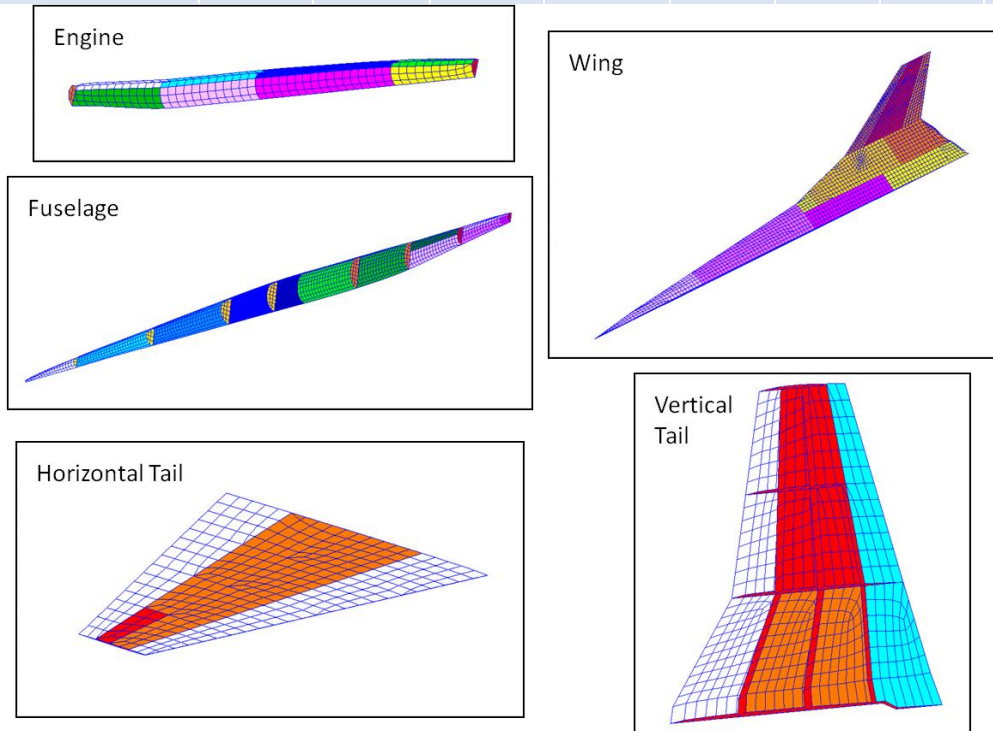 Engine
Wing
Fuselage
Horizontal Tail
Vertical
Tail